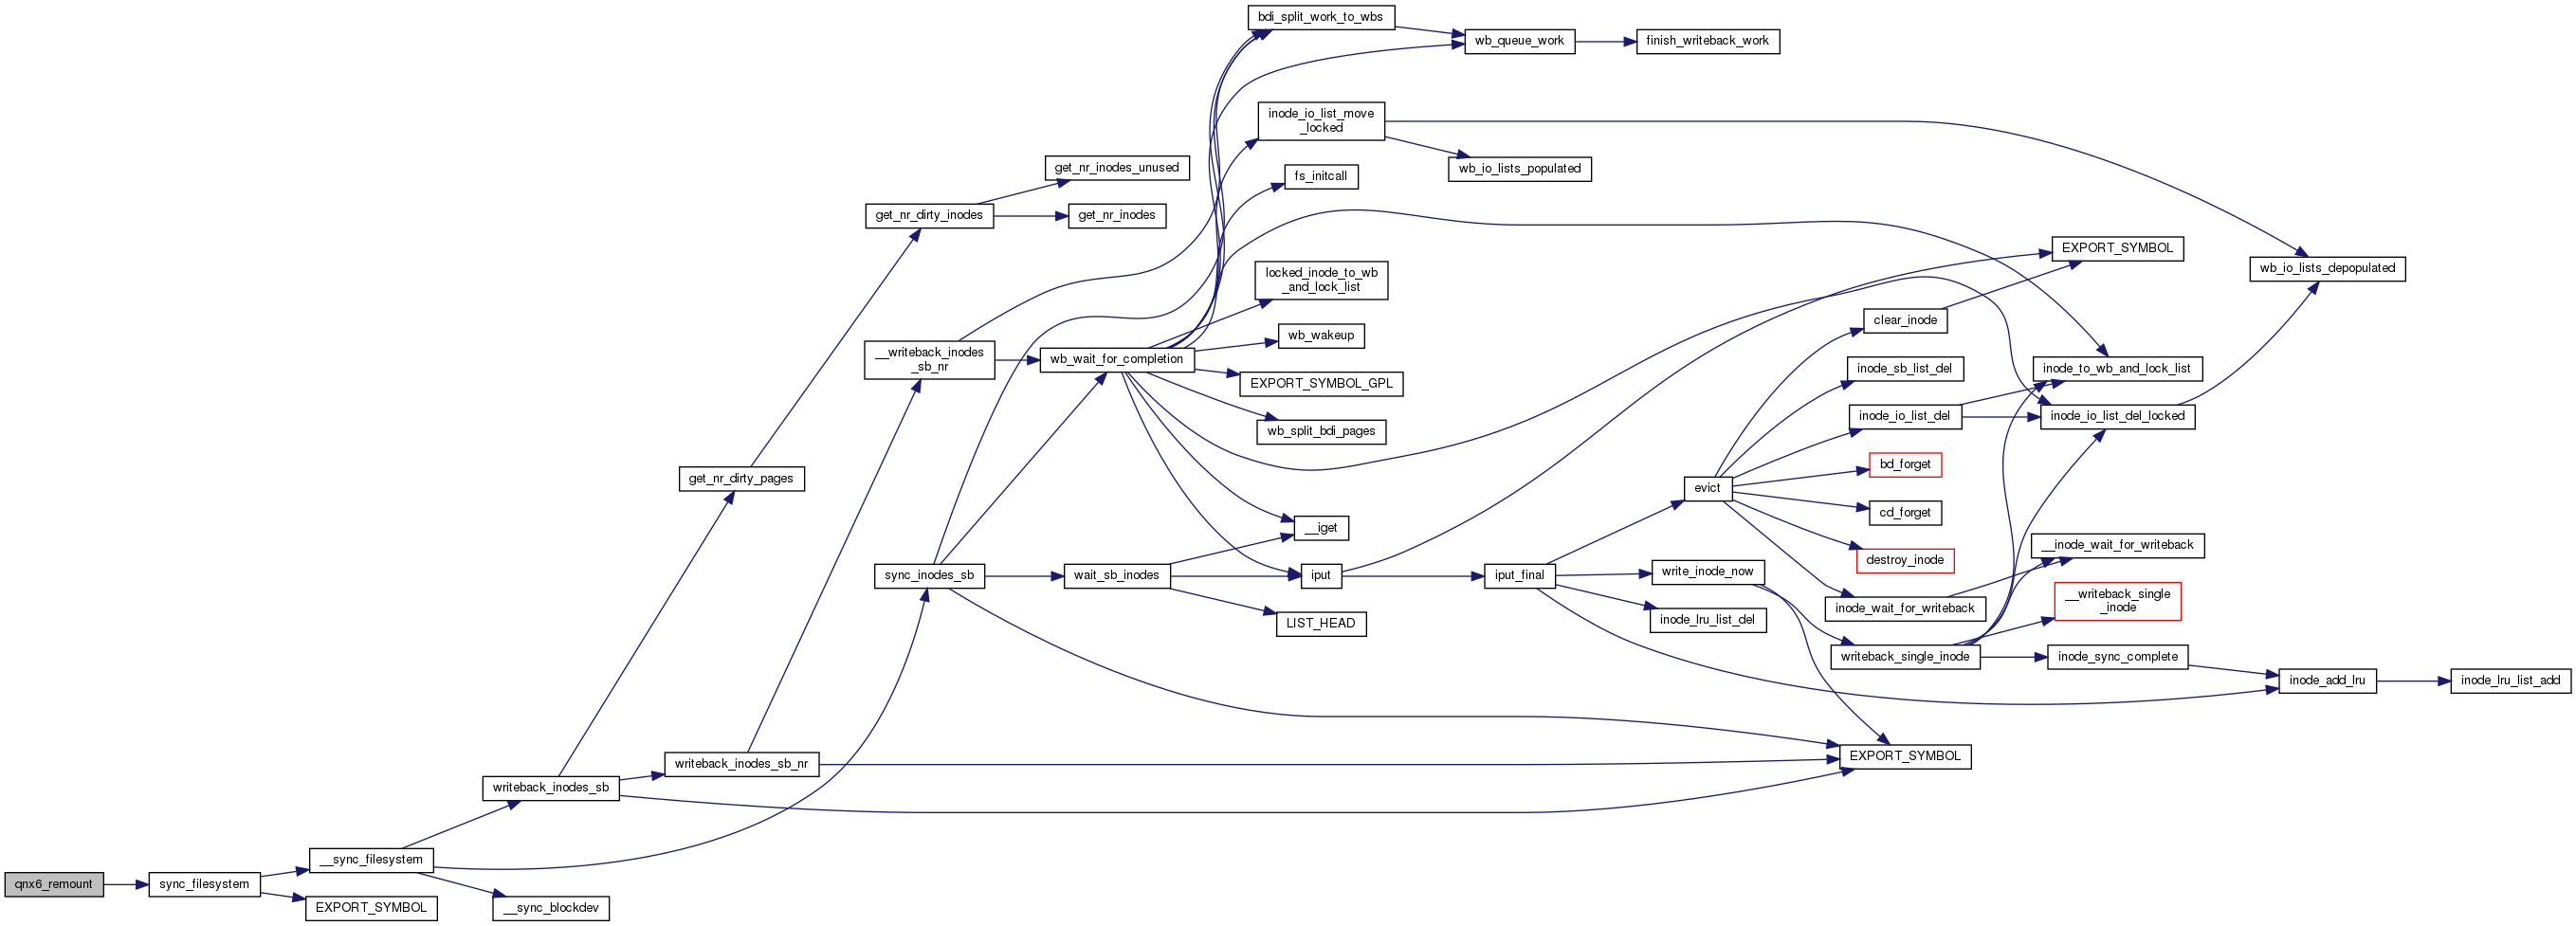 bdi_split_work_to_wbs
wb_queue_work
finish_writeback_work
inode_io_list_move
_locked
wb_io_lists_populated
get_nr_inodes_unused
fs_initcall
get_nr_dirty_inodes
get_nr_inodes
EXPORT_SYMBOL
wb_io_lists_depopulated
locked_inode_to_wb
_and_lock_list
clear_inode
wb_wakeup
__writeback_inodes
_sb_nr
wb_wait_for_completion
inode_sb_list_del
inode_to_wb_and_lock_list
EXPORT_SYMBOL_GPL
inode_io_list_del
inode_io_list_del_locked
wb_split_bdi_pages
bd_forget
get_nr_dirty_pages
evict
cd_forget
__iget
__inode_wait_for_writeback
destroy_inode
sync_inodes_sb
wait_sb_inodes
iput
iput_final
write_inode_now
__writeback_single
_inode
inode_wait_for_writeback
LIST_HEAD
inode_lru_list_del
writeback_single_inode
inode_sync_complete
inode_add_lru
inode_lru_list_add
EXPORT_SYMBOL
writeback_inodes_sb_nr
writeback_inodes_sb
__sync_filesystem
qnx6_remount
sync_filesystem
EXPORT_SYMBOL
__sync_blockdev